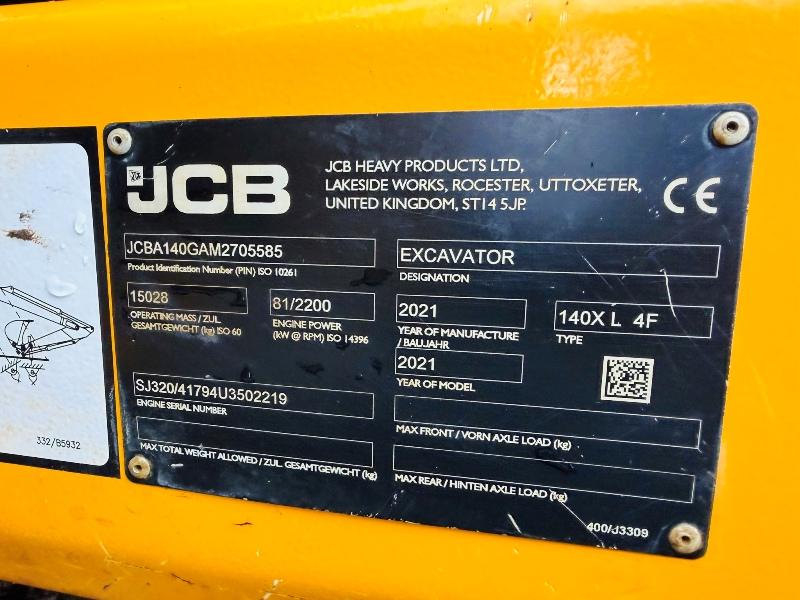 JCB
JCB HEAVY PRODUCTS LTD,
LAKESIDE WORKS, ROCESTER, UTTOXETER,
UNITED KINGDOM, ST14 5JP.
CE
JCBA140GAM2705585
Product Identification Number (PIN) ISO 10261
EXCAVATOR
DESIGNATION
15028
OPERATING MASS / ZUL.
GESAMTGEWICHT (kg) ISO 60
81/2200
ENGINE POWER
(kW @ RPM) ISO 14396
2021
YEAR OF MANUFACTURE
/ BAUJAHR
140X L 4F
TYPE
2021
YEAR OF MODEL
SJ320/41794U3502219
ENGINE SERIAL NUMBER
MAX FRONT / VORN AXLE LOAD (kg)
MAX TOTAL WEIGHT ALLOWED / ZUL. GESAMTGEWICHT (kg)
MAX REAR / HINTEN AXLE LOAD (kg)
400/J3309
332/B5932